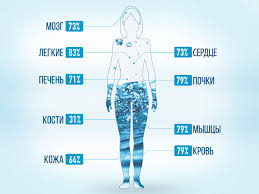 МОЗГ 73%
ЛЕГКИЕ 83%
73% СЕРДЦЕ
ПЕЧЕНЬ 71%
79% ПОЧКИ
КОСТИ 31%
79% МЫШЦЫ
КОЖА 64%
79% КРОВЬ